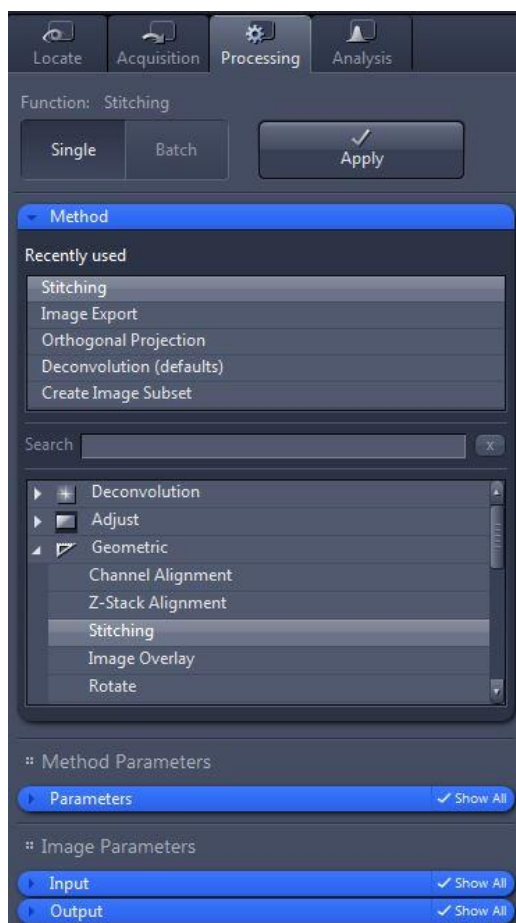 Locate Acquisition Processing Analysis
Function: Stitching
Single Batch Apply
Method
Recently used
Stitching
Image Export
Orthogonal Projection
Deconvolution (defaults)
Create Image Subset
Search x
Deconvolution
Adjust
Geometric
Channel Alignment
Z-Stack Alignment
Stitching
Image Overlay
Rotate
Method Parameters
Parameters Show All
Image Parameters
Input Show All
Output Show All